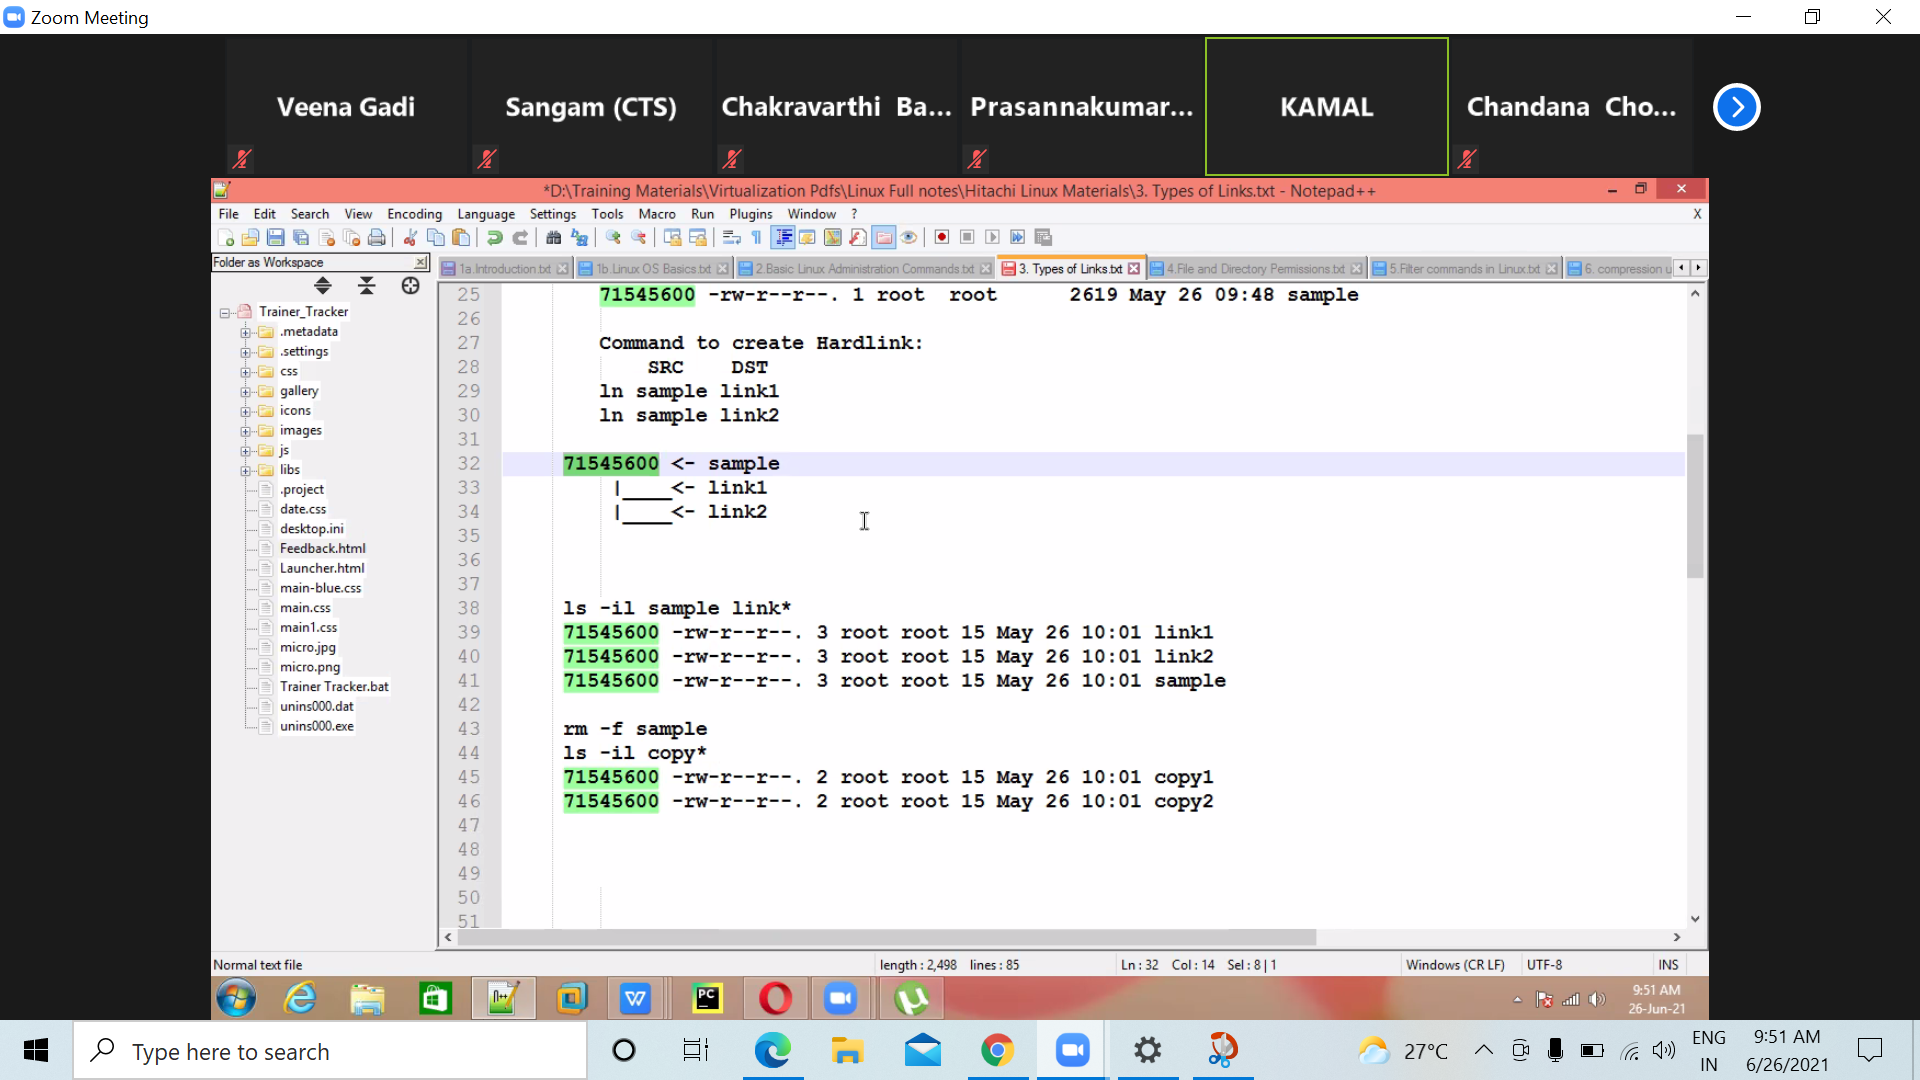 Zoom Meeting
Veena Gadi
Sangam (CTS)
Chakravarthi Ba...
Prasannakumar...
KAMAL
Chandana Cho...
*D:\Training Materials\Virtualization Pdfs\Linux Full notes\Hitachi Linux Materials\3. Types of Links.txt - Notepad++
File Edit Search View Encoding Language Settings Tools Macro Run Plugins Window ? X
Folder as Workspace
1a.Introduction.txt 1b.Linux OS Basics.txt 2.Basic Linux Administration Commands.txt 3. Types of Links.txt 4.File and Directory Permissions.txt 5.Filter commands in Linux.txt 6. compression u
Trainer_Tracker
.metadata
.settings
css
gallery
icons
images
js
libs
.project
date.css
desktop.ini
Feedback.html
Launcher.html
main-blue.css
main.css
main1.css
micro.jpg
micro.png
Trainer Tracker.bat
unins000.dat
unins000.exe
25 71545600 -rw-r--r--. 1 root root 2619 May 26 09:48 sample
26
27 Command to create Hardlink:
28 SRC DST
29 ln sample link1
30 ln sample link2
31
32 71545600 <- sample
33 |____<- link1
34 |____<- link2
35
36
37
38 ls -il sample link*
39 71545600 -rw-r--r--. 3 root root 15 May 26 10:01 link1
40 71545600 -rw-r--r--. 3 root root 15 May 26 10:01 link2
41 71545600 -rw-r--r--. 3 root root 15 May 26 10:01 sample
42
43 rm -f sample
44 ls -il copy*
45 71545600 -rw-r--r--. 2 root root 15 May 26 10:01 copy1
46 71545600 -rw-r--r--. 2 root root 15 May 26 10:01 copy2
47
48
49
50
51
Normal text file length : 2,498 lines : 85 Ln : 32 Col : 14 Sel : 8 | 1 Windows (CR LF) UTF-8 INS
9:51 AM
26-Jun-21
Type here to search
27°C
ENG
IN
9:51 AM
6/26/2021